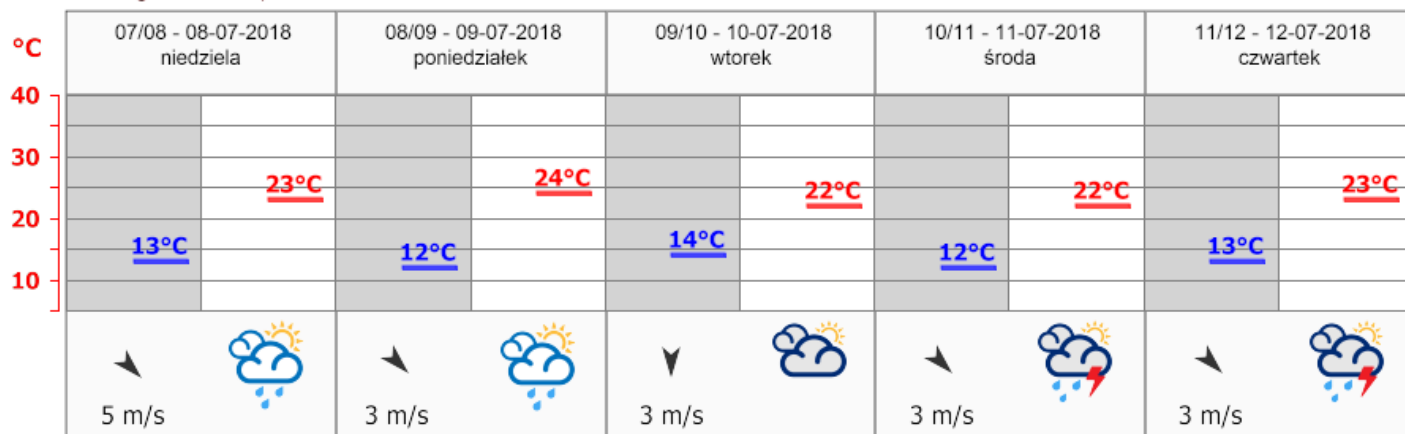 °C
07/08 - 08-07-2018
niedziela
08/09 - 09-07-2018
poniedziałek
09/10 - 10-07-2018
wtorek
10/11 - 11-07-2018
środa
11/12 - 12-07-2018
czwartek
40
30
20
10
23°C
24°C
22°C
22°C
23°C
13°C
12°C
14°C
12°C
13°C
5 m/s
3 m/s
3 m/s
3 m/s
3 m/s